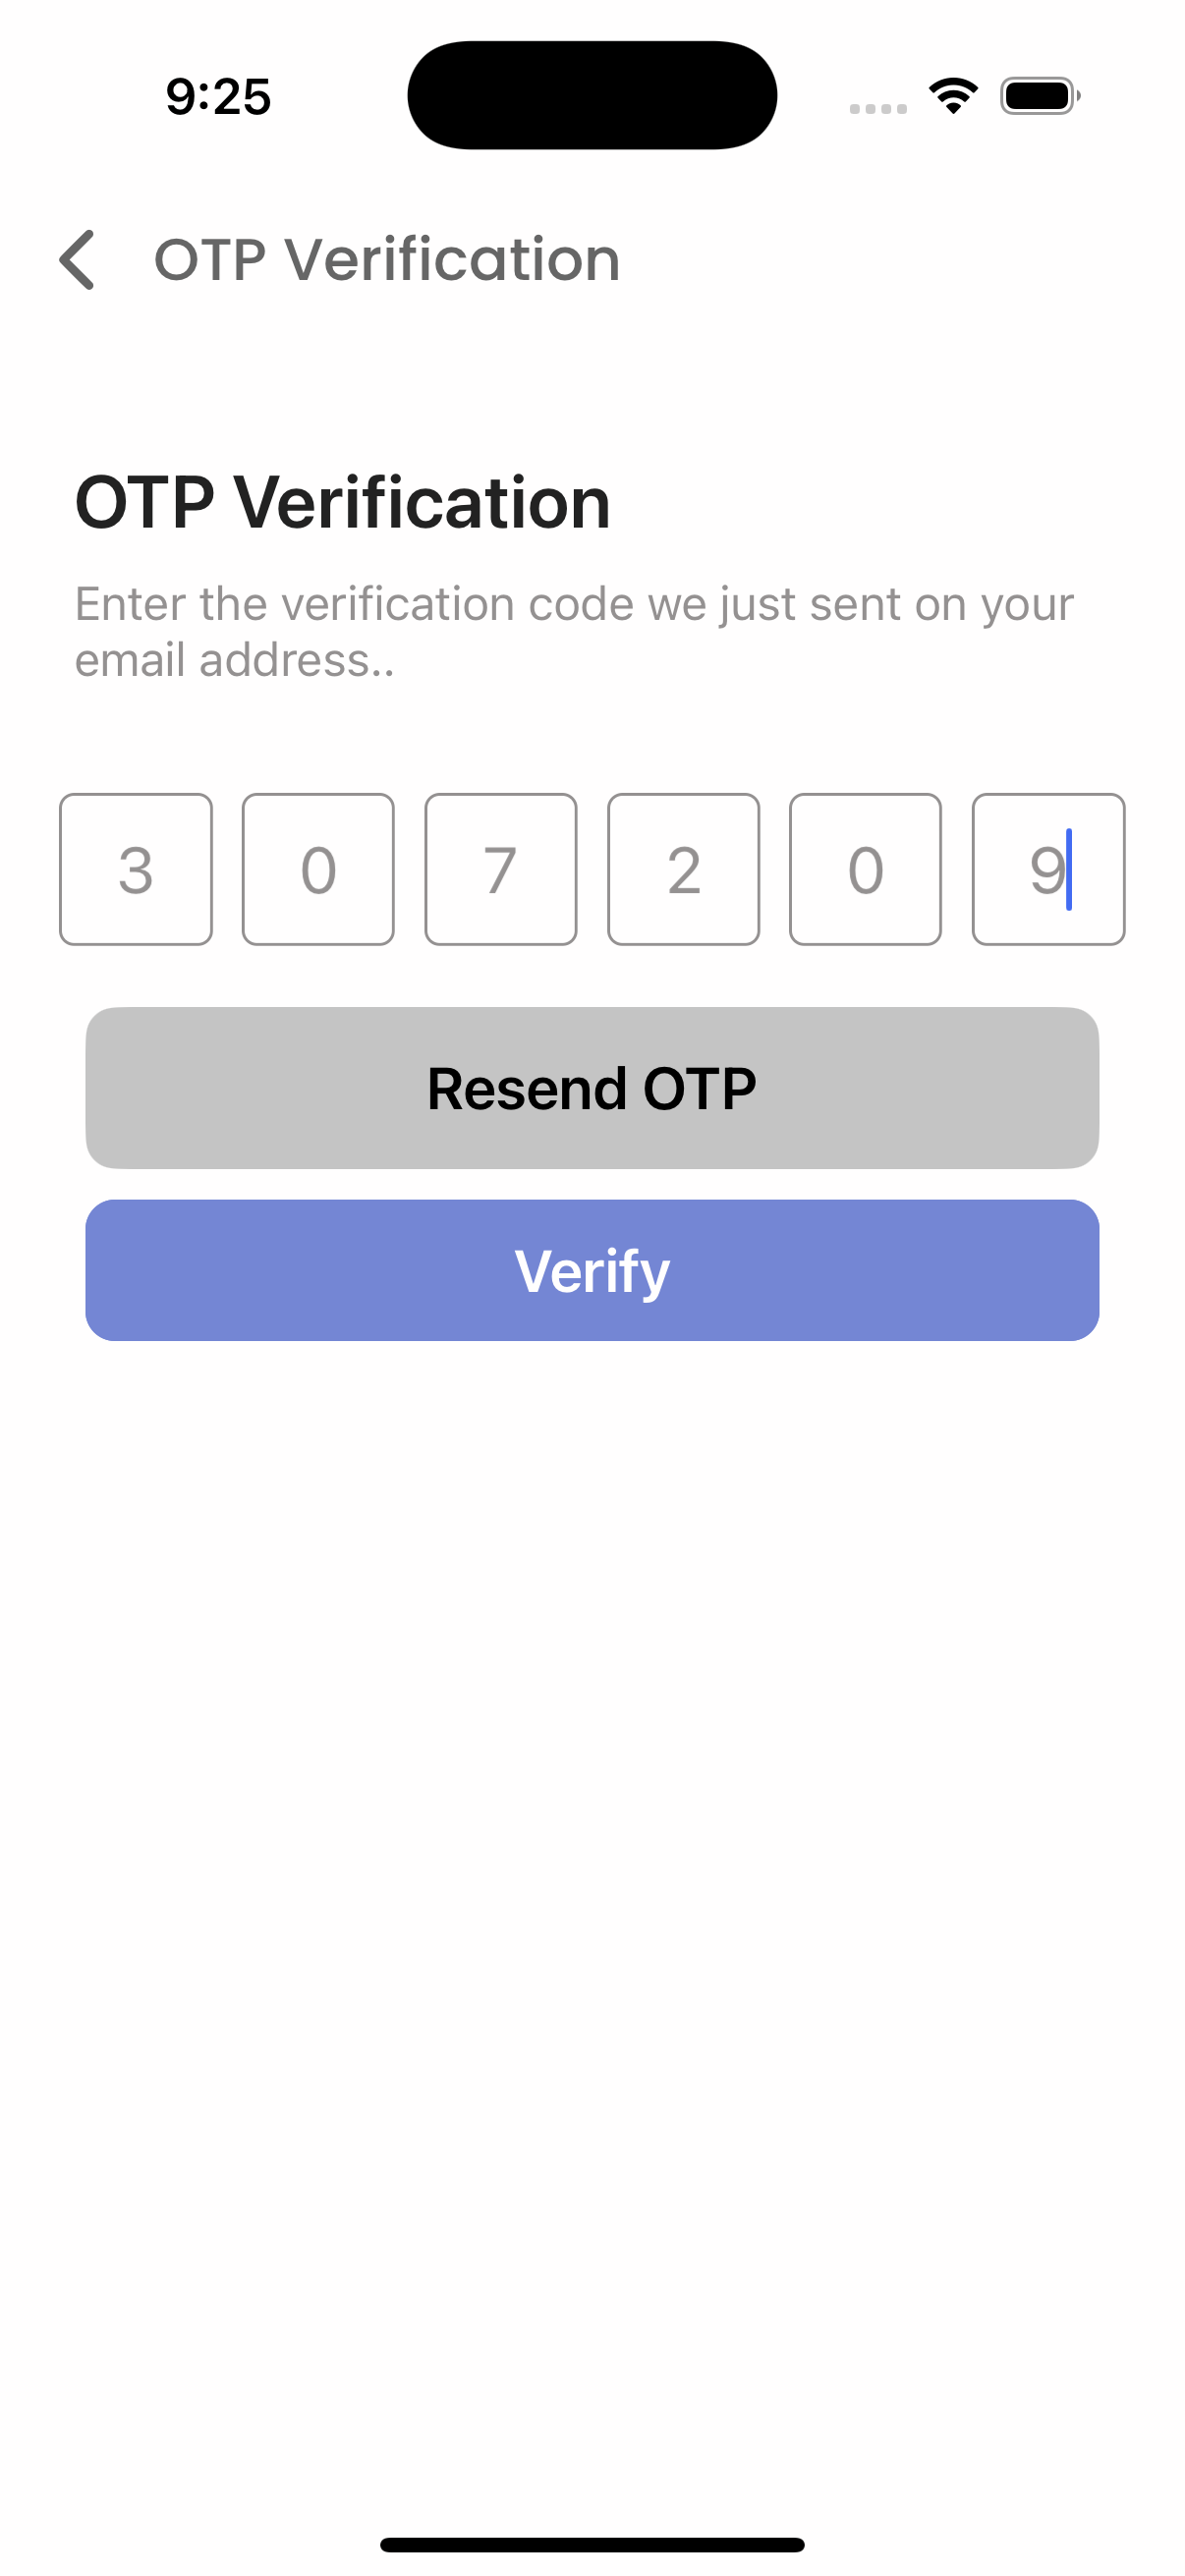 9:25
OTP Verification
OTP Verification
Enter the verification code we just sent on your
email address..
3 0 7 2 0 9
Resend OTP
Verify